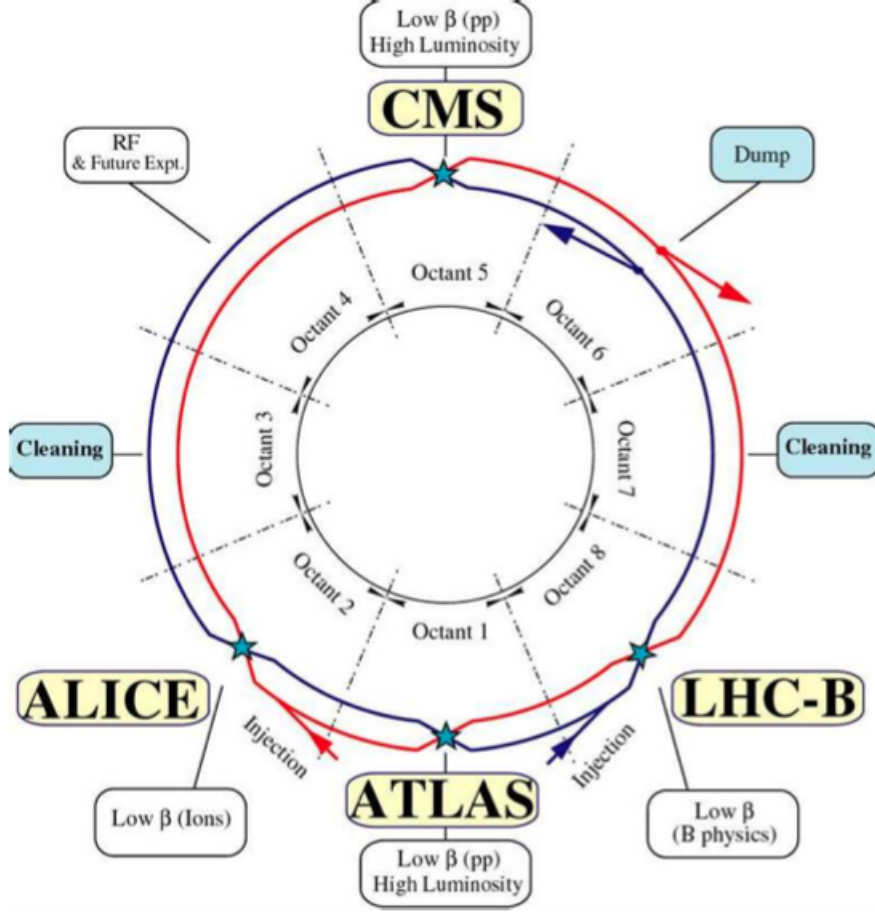 Low β (pp)
High Luminosity
CMS
RF
& Future Expt.
Dump
Octant 5
Octant 4
Octant 6
Cleaning
Octant 3
Octant 7
Cleaning
Octant 2
Octant 8
Octant 1
ALICE
LHC-B
Injection
Injection
ATLAS
Low β (Ions)
Low β
(B physics)
Low β (pp)
High Luminosity